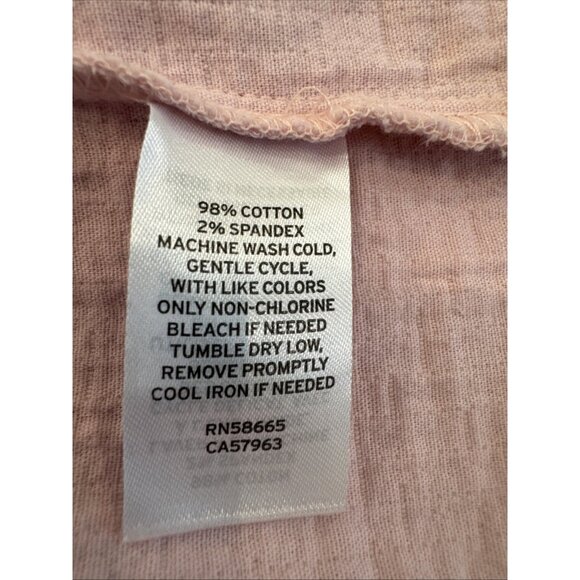 98% COTTON
2% SPANDEX
MACHINE WASH COLD,
GENTLE CYCLE,
WITH LIKE COLORS
ONLY NON-CHLORINE
BLEACH IF NEEDED
TUMBLE DRY LOW,
REMOVE PROMPTLY
COOL IRON IF NEEDED
RN58665
CA57963